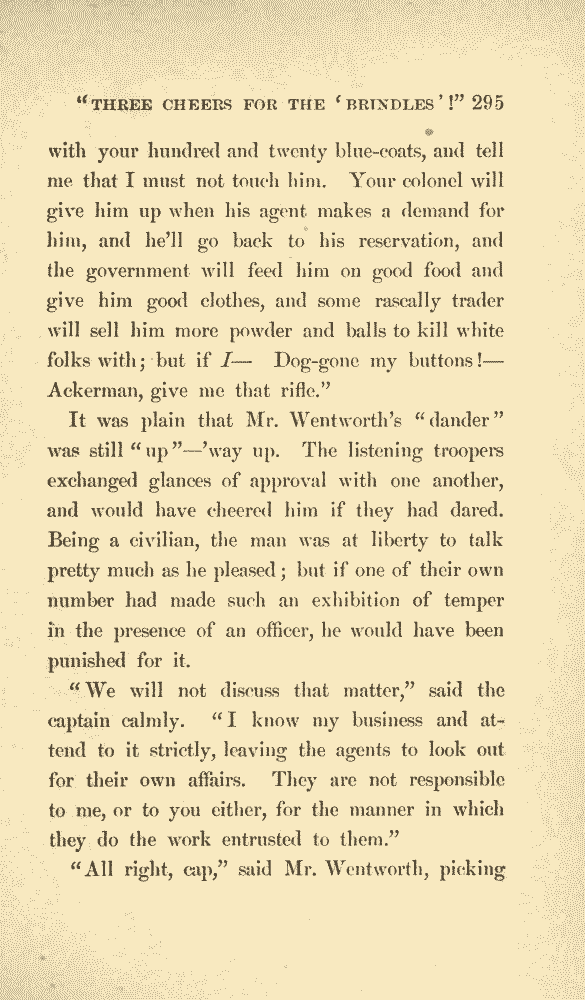 “THREE CHEERS FOR THE ‘BRINDLES’!” 295
with your hundred and twenty blue-coats, and tell
me that I must not touch him. Your colonel will
give him up when his agent makes a demand for
him, and he’ll go back to his reservation, and
the government will feed him on good food and
give him good clothes, and some rascally trader
will sell him more powder and balls to kill white
folks with; but if I— Dog-gone my buttons!—
Ackerman, give me that rifle.”
It was plain that Mr. Wentworth’s “dander”
was still “up”—’way up. The listening troopers
exchanged glances of approval with one another,
and would have cheered him if they had dared.
Being a civilian, the man was at liberty to talk
pretty much as he pleased; but if one of their own
number had made such an exhibition of temper
in the presence of an officer, he would have been
punished for it.
“We will not discuss that matter,” said the
captain calmly. “I know my business and at-
tend to it strictly, leaving the agents to look out
for their own affairs. They are not responsible
to me, or to you either, for the manner in which
they do the work entrusted to them.”
“All right, cap,” said Mr. Wentworth, picking